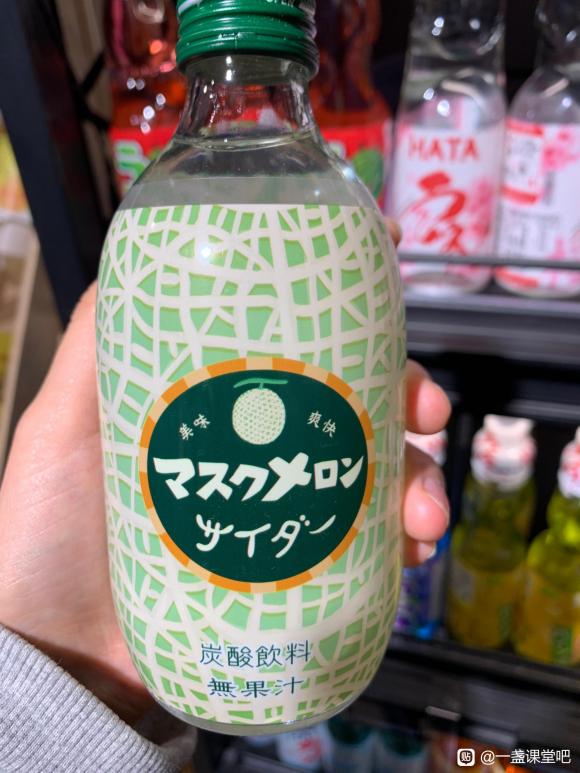 HATA
美味 爽快
マスクメロン
サイダー
炭酸飲料
無果汁
貼 @一盏课堂吧